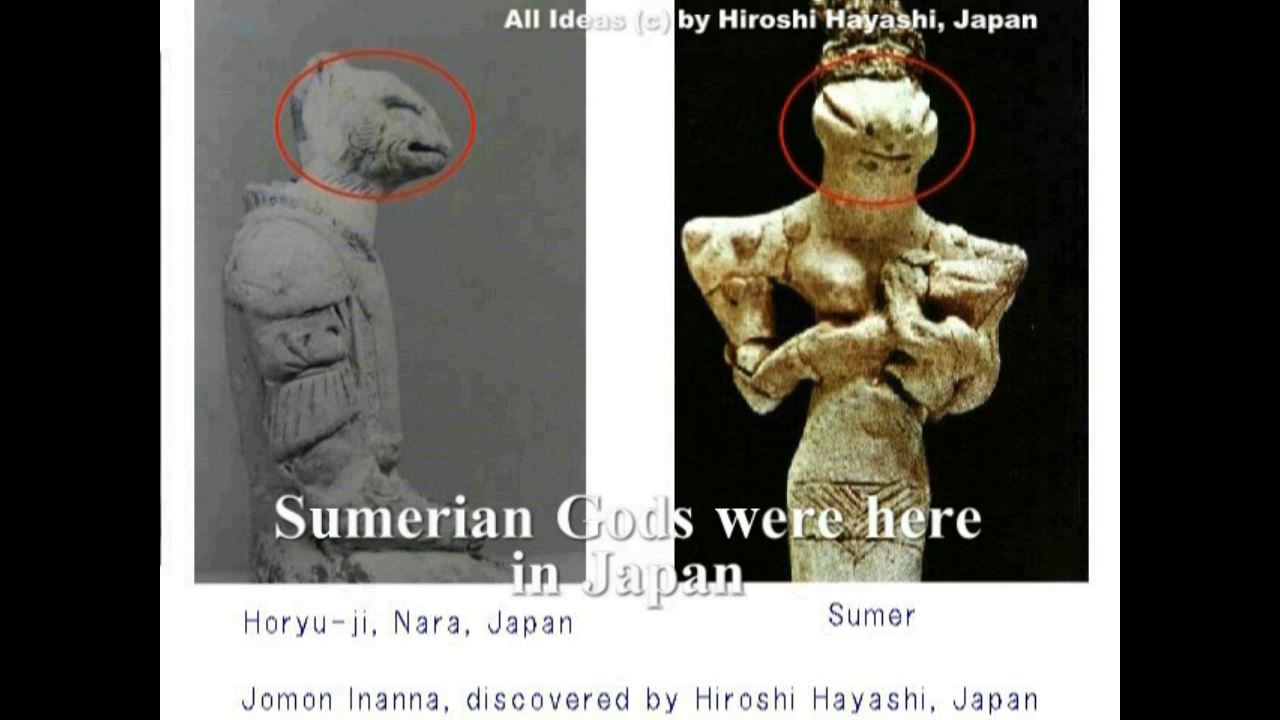 All Ideas (c) by Hiroshi Hayashi, Japan
Sumerian Gods were here
in Japan
Horyu-ji, Nara, Japan
Sumer
Jomon Inanna, discovered by Hiroshi Hayashi, Japan